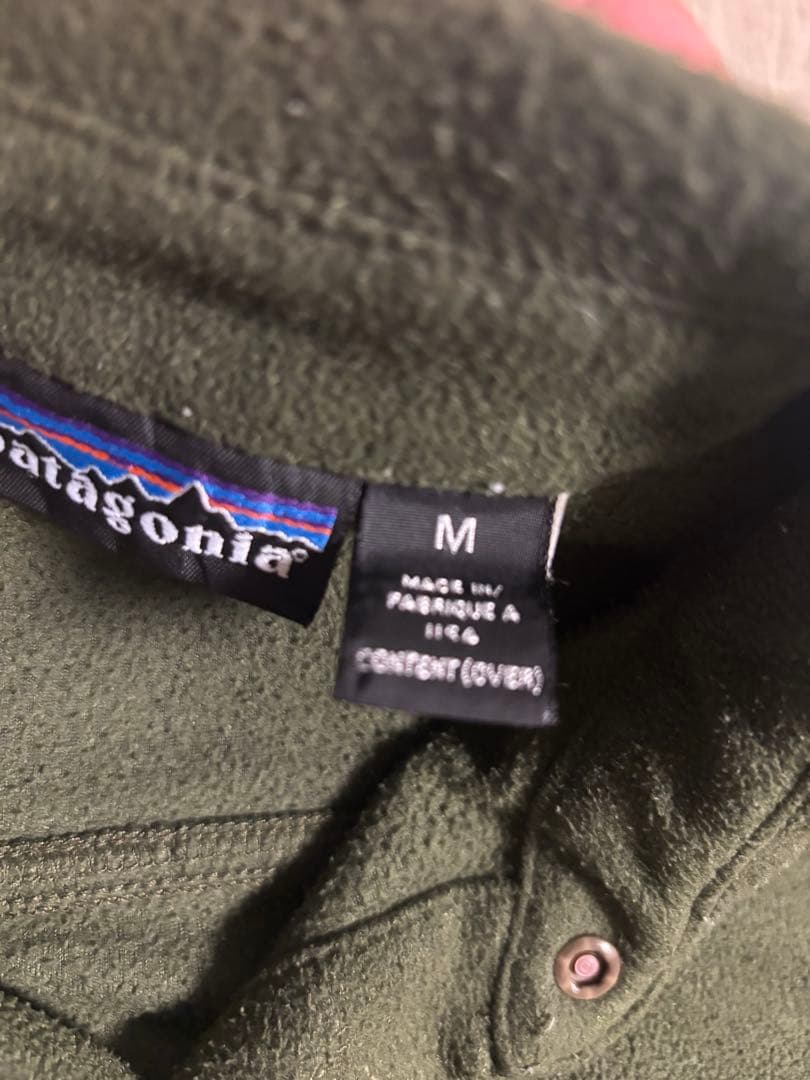 patagonia®
M
MADE IN/
FABRIQUE A
USA
CONTENT (OVER)